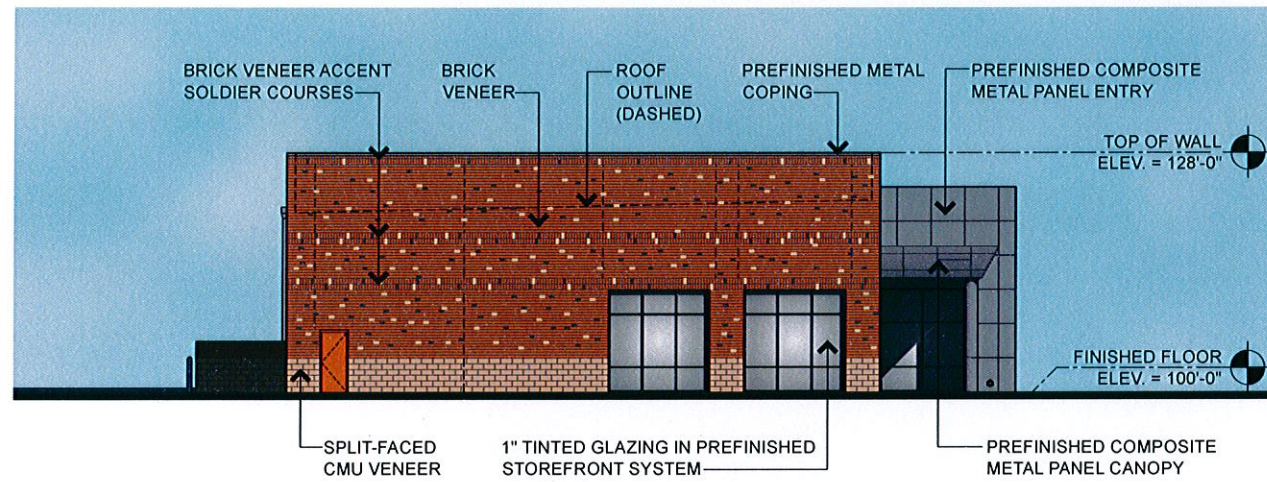 BRICK VENEER ACCENT
SOLDIER COURSES
BRICK
VENEER
ROOF
OUTLINE
(DASHED)
PREFINISHED METAL
COPING
PREFINISHED COMPOSITE
METAL PANEL ENTRY
TOP OF WALL
ELEV. = 128'-0"
FINISHED FLOOR
ELEV. = 100'-0"
SPLIT-FACED
CMU VENEER
1" TINTED GLAZING IN PREFINISHED
STOREFRONT SYSTEM
PREFINISHED COMPOSITE
METAL PANEL CANOPY